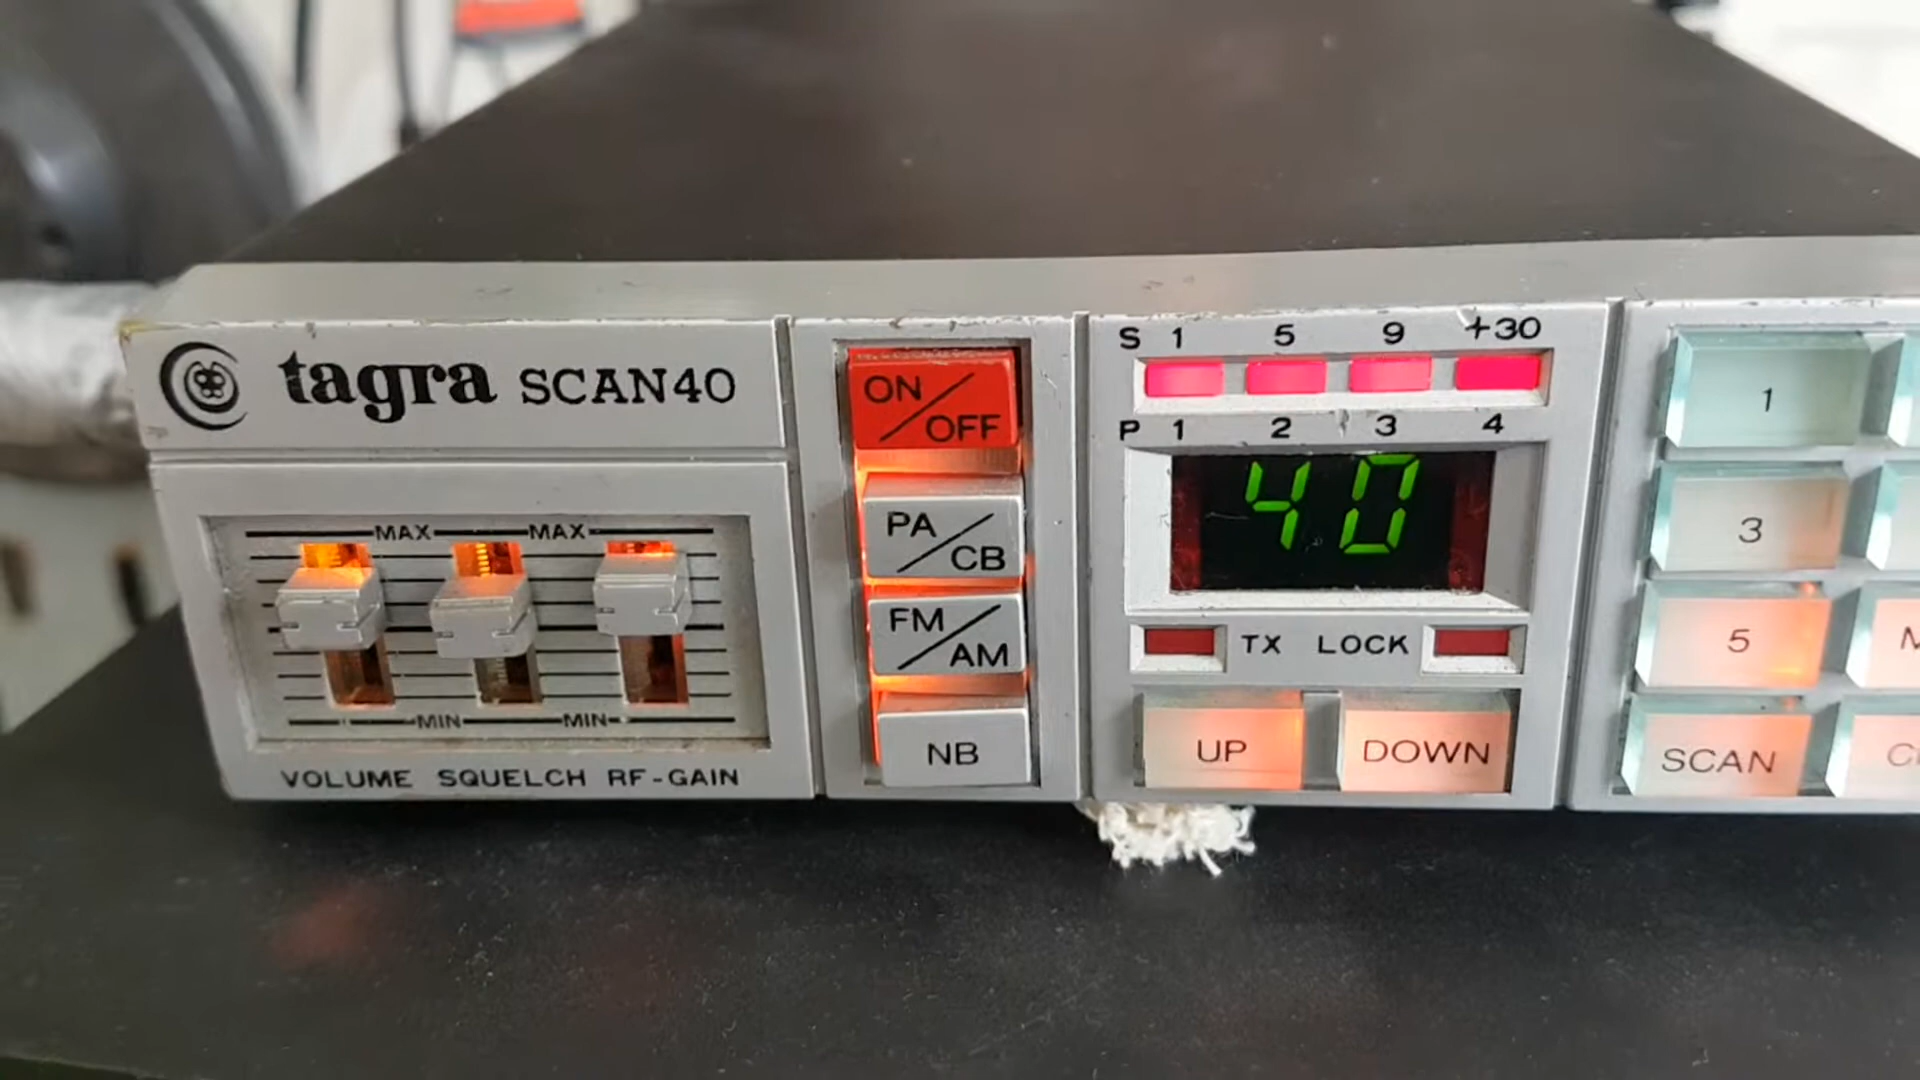 tagra SCAN40
MAX MAX
MIN MIN
VOLUME SQUELCH RF-GAIN
ON/OFF
PA/CB
FM/AM
NB
S 1 5 9 +30
P 1 2 3 4
40
TX LOCK
UP DOWN
1
3
5
SCAN